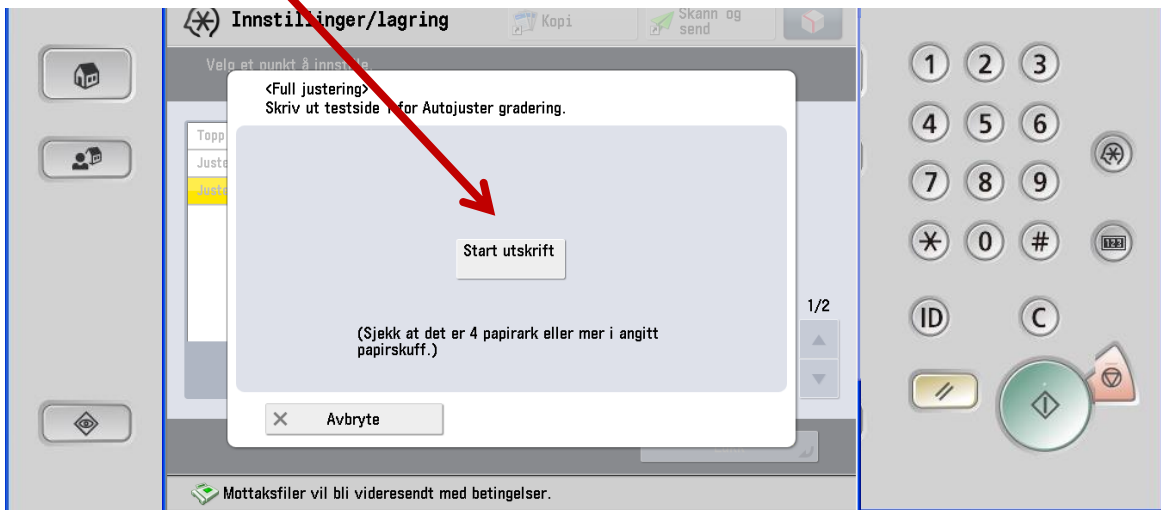 Innstillinger/lagring
Kopi
Skann og
send
Velg et punkt å innstille.
<Full justering>
Skriv ut testside 1 for Autojuster gradering.
Topp
Juste
Juste
Start utskrift
1/2
(Sjekk at det er 4 papirark eller mer i angitt
papirskuff.)
Avbryte
Mottaksfiler vil bli videresendt med betingelser.
1 2 3
4 5 6
7 8 9
0 #
123
ID C